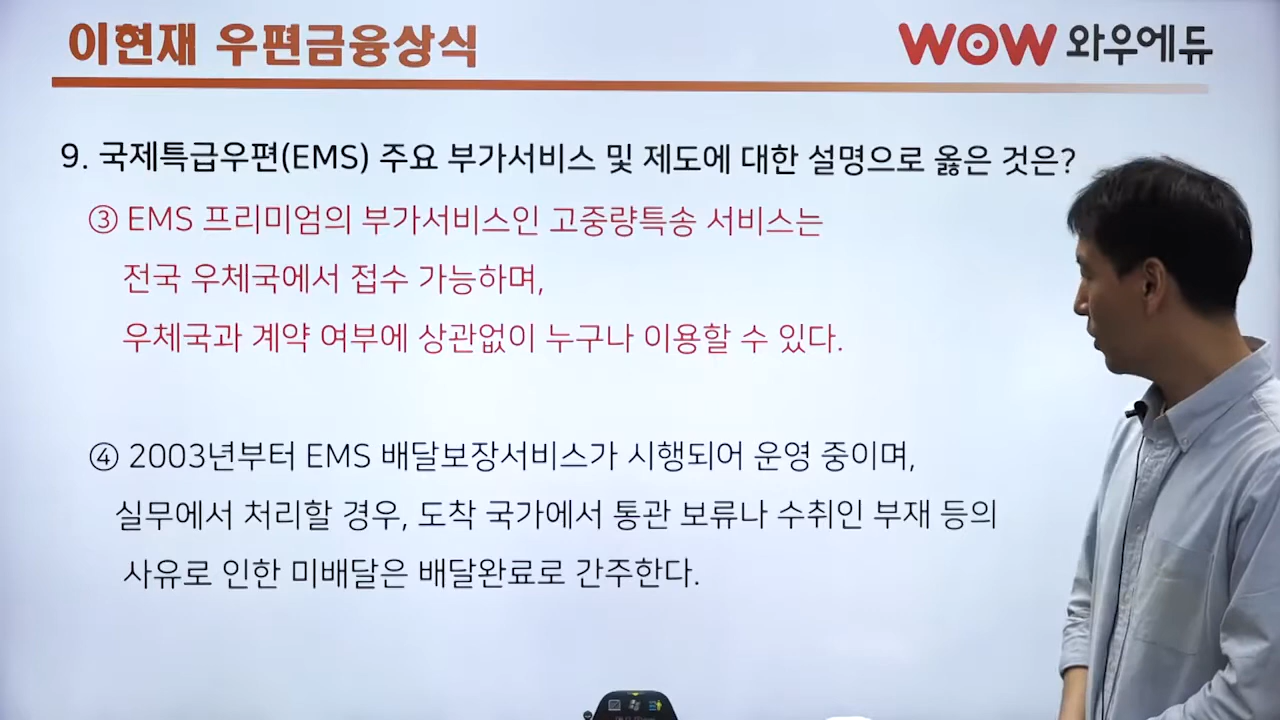 이현재 우편금융상식
WOW 와우에듀
9. 국제특급우편(EMS) 주요 부가서비스 및 제도에 대한 설명으로 옳은 것은?
③ EMS 프리미엄의 부가서비스인 고중량특송 서비스는
전국 우체국에서 접수 가능하며,
우체국과 계약 여부에 상관없이 누구나 이용할 수 있다.
④ 2003년부터 EMS 배달보장서비스가 시행되어 운영 중이며,
실무에서 처리할 경우, 도착 국가에서 통관 보류나 수취인 부재 등의
사유로 인한 미배달은 배달완료로 간주한다.